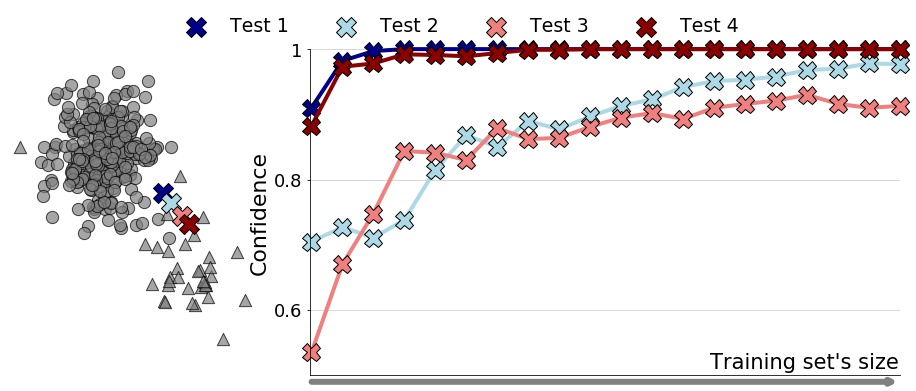 Test 1 Test 2 Test 3 Test 4
1
0.8
0.6
Confidence
Training set's size